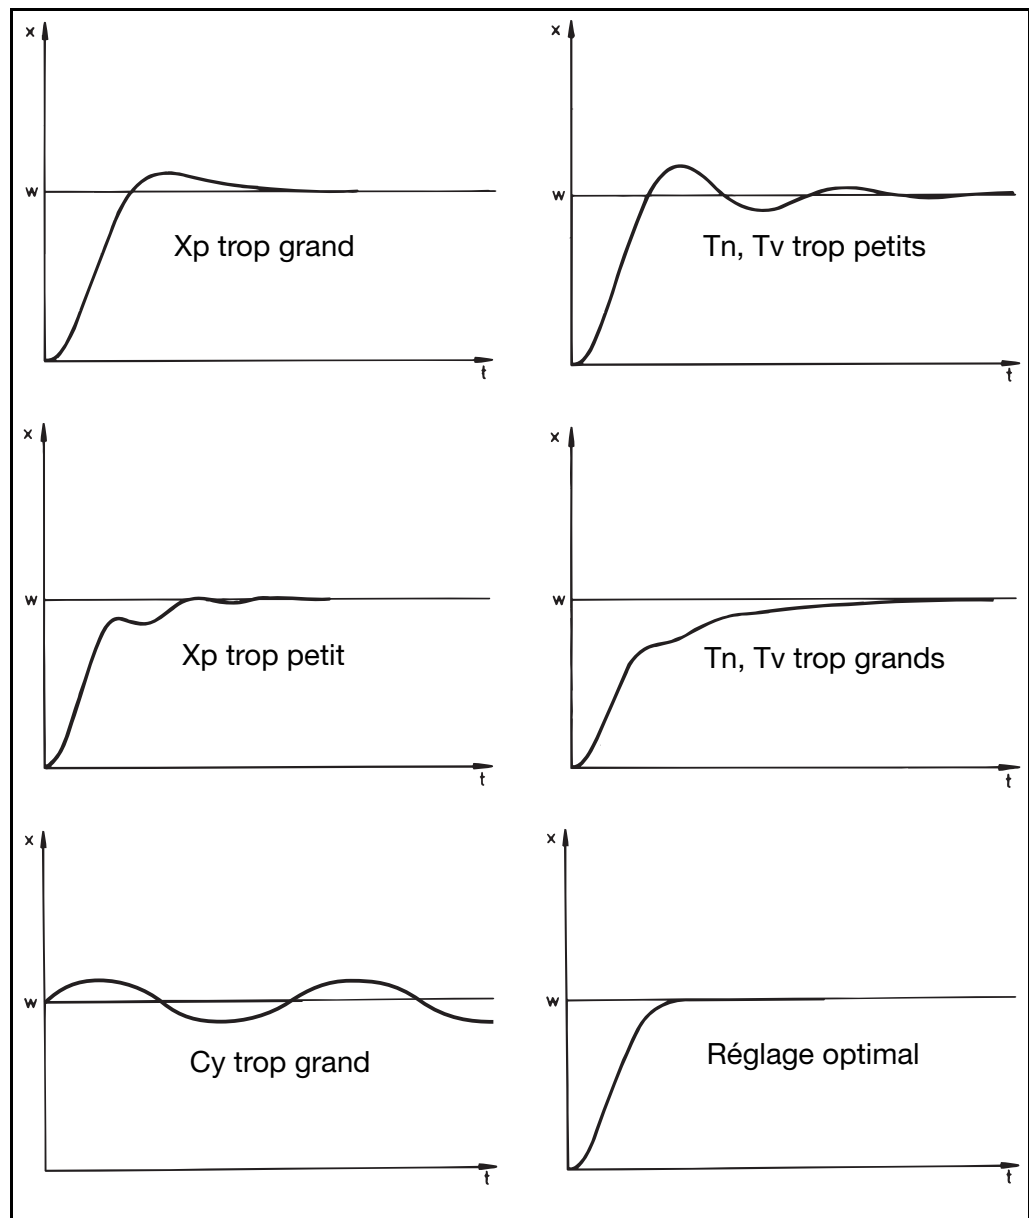 x
w
Xp trop grand
t
x
w
Tn, Tv trop petits
t
x
w
Xp trop petit
t
x
w
Tn, Tv trop grands
t
x
w
Cy trop grand
t
x
w
Réglage optimal
t